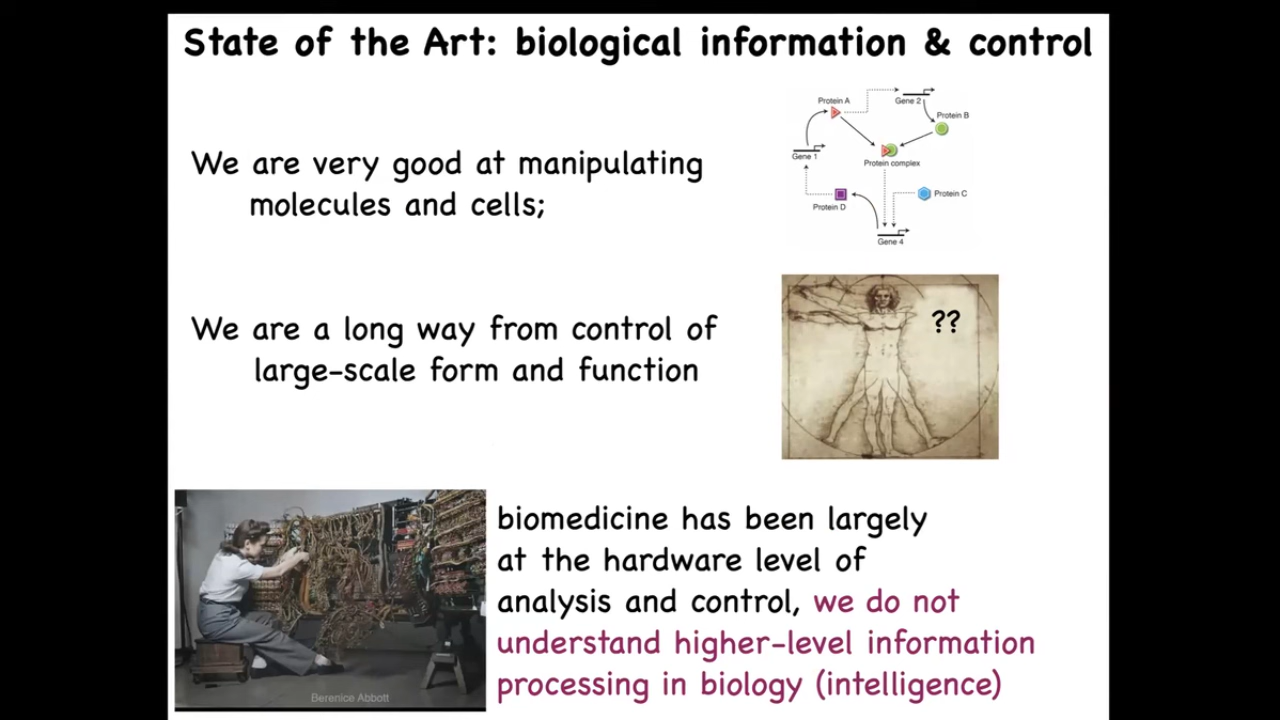 State of the Art: biological information & control
We are very good at manipulating
molecules and cells;
Protein A
Gene 2
Protein B
Gene 1
Protein complex
Protein D
Protein C
Gene 4
We are a long way from control of
large-scale form and function
??
biomedicine has been largely
at the hardware level of
analysis and control, we do not
understand higher-level information
processing in biology (intelligence)
Berenice Abbott